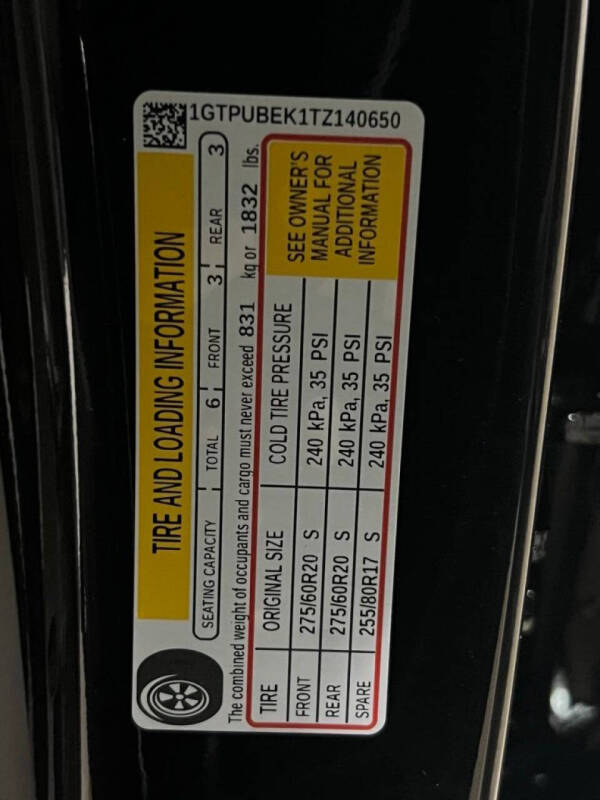 1GTPUBEK1TZ140650
TIRE AND LOADING INFORMATION
SEATING CAPACITY TOTAL 6 FRONT 3 REAR 3
The combined weight of occupants and cargo must never exceed 831 kg or 1832 lbs.
TIRE ORIGINAL SIZE COLD TIRE PRESSURE
FRONT 275/60R20 S 240 kPa, 35 PSI
REAR 275/60R20 S 240 kPa, 35 PSI
SPARE 255/80R17 S 240 kPa, 35 PSI
SEE OWNER'S
MANUAL FOR
ADDITIONAL
INFORMATION